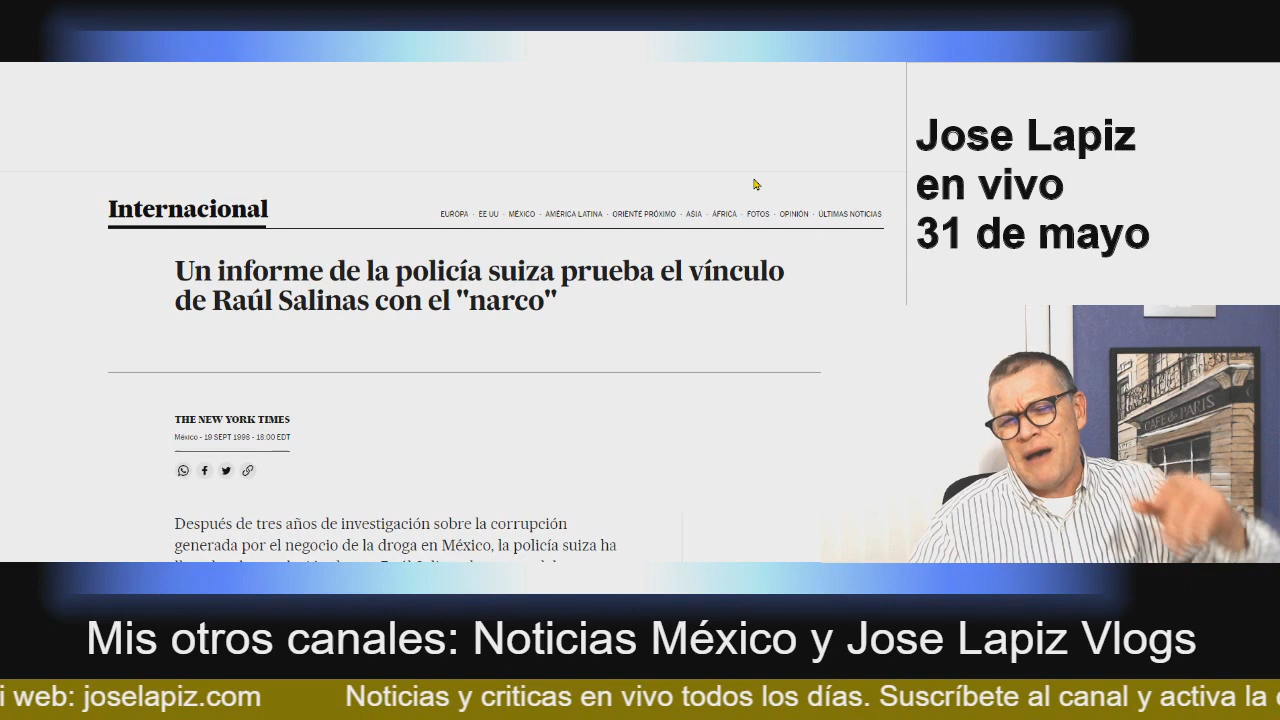 Jose Lapiz
en vivo
31 de mayo
Internacional
EUROPA · EE UU · MÉXICO · AMÉRICA LATINA · ORIENTE PRÓXIMO · ASIA · ÁFRICA · FOTOS · OPINIÓN · ÚLTIMAS NOTICIAS
Un informe de la policía suiza prueba el vínculo
de Raúl Salinas con el "narco"
THE NEW YORK TIMES
México - 19 SEPT 1998 - 18:00 EDT
Después de tres años de investigación sobre la corrupción
generada por el negocio de la droga en México, la policía suiza ha
CAFE de PARIS
Mis otros canales: Noticias México y Jose Lapiz Vlogs
i web: joselapiz.com Noticias y criticas en vivo todos los días. Suscríbete al canal y activa la